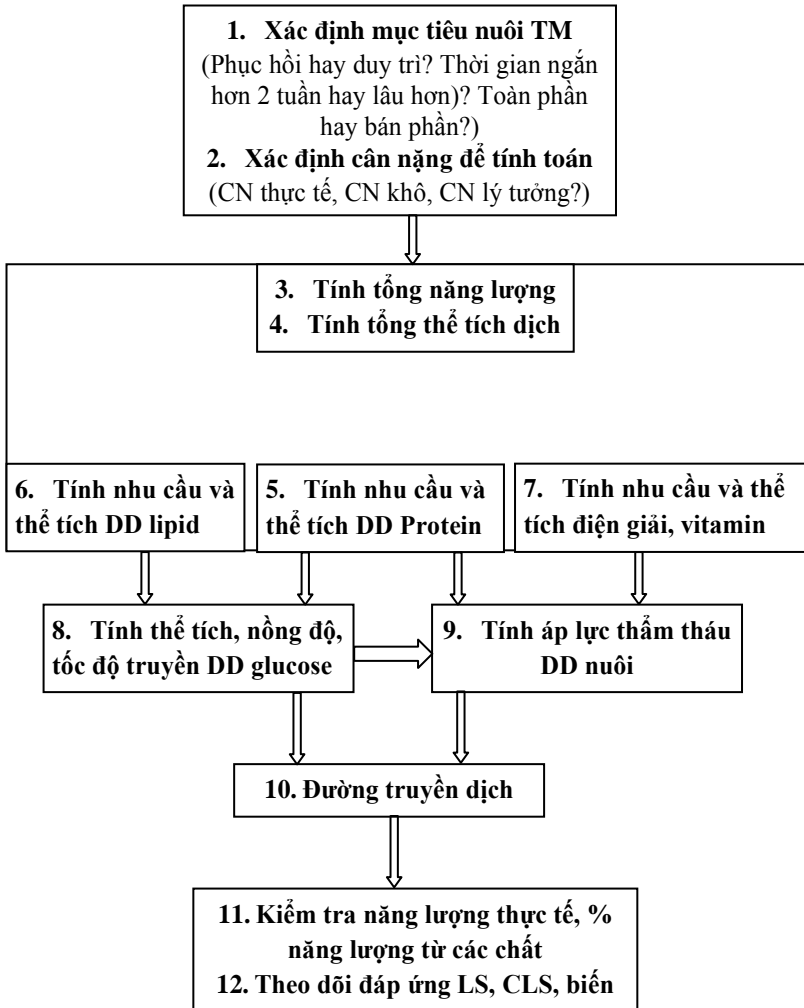 1. Xác định mục tiêu nuôi TM
(Phục hồi hay duy trì? Thời gian ngắn
hơn 2 tuần hay lâu hơn)? Toàn phần
hay bán phần?)
2. Xác định cân nặng để tính toán
(CN thực tế, CN khô, CN lý tưởng?)
3. Tính tổng năng lượng
4. Tính tổng thể tích dịch
6. Tính nhu cầu và
thể tích DD lipid
5. Tính nhu cầu và
thể tích DD Protein
7. Tính nhu cầu và thể
tích điện giải, vitamin
8. Tính thể tích, nồng độ,
tốc độ truyền DD glucose
9. Tính áp lực thẩm tháu
DD nuôi
10. Đường truyền dịch
11. Kiểm tra năng lượng thực tế, %
năng lượng từ các chất
12. Theo dõi đáp ứng LS, CLS, biến